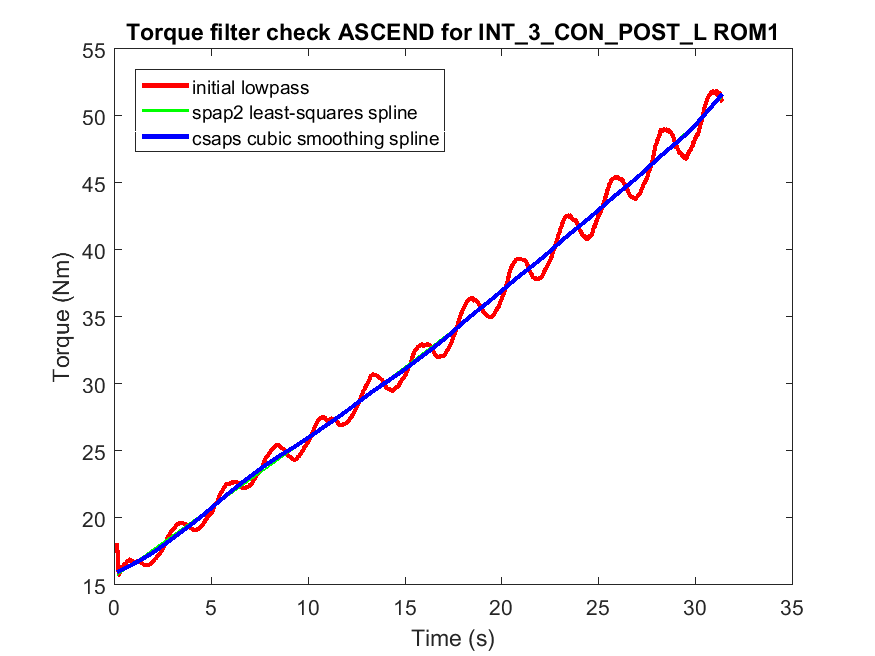 Torque filter check ASCEND for INT_3_CON_POST_L ROM1
initial lowpass
spap2 least-squares spline
csaps cubic smoothing spline
Torque (Nm)
55
50
45
40
35
30
25
20
15
0 5 10 15 20 25 30 35
Time (s)